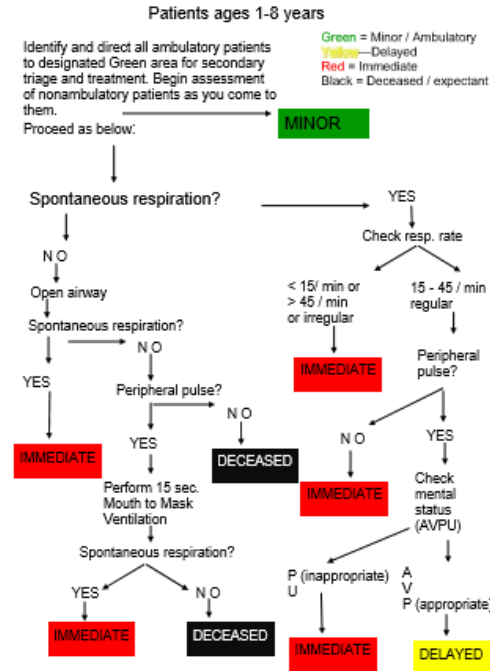 Patients ages 1-8 years
Green = Minor / Ambulatory
Yellow—Delayed
Red = Immediate
Black = Deceased / expectant
Identify and direct all ambulatory patients
to designated Green area for secondary
triage and treatment. Begin assessment
of nonambulatory patients as you come to
them.
Proceed as below:
MINOR
Spontaneous respiration?
YES
Check resp. rate
NO
Open airway
< 15/ min or
> 45 / min
or irregular
15 - 45 / min
regular
Spontaneous respiration?
NO
YES
IMMEDIATE
Peripheral pulse?
Peripheral pulse?
NO
YES
NO
YES
IMMEDIATE
DECEASED
IMMEDIATE
Perform 15 sec.
Mouth to Mask
Ventilation
Check
mental
status
(AVPU)
Spontaneous respiration?
YES
NO
P (inappropriate)
U
A
V
P (appropriate)
IMMEDIATE
DECEASED
IMMEDIATE
DELAYED